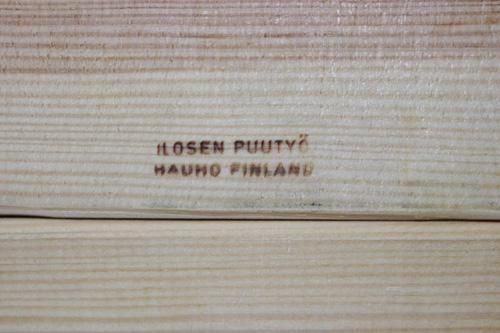 ILOSEN PUUTYÖ
HAUHO FINLAND